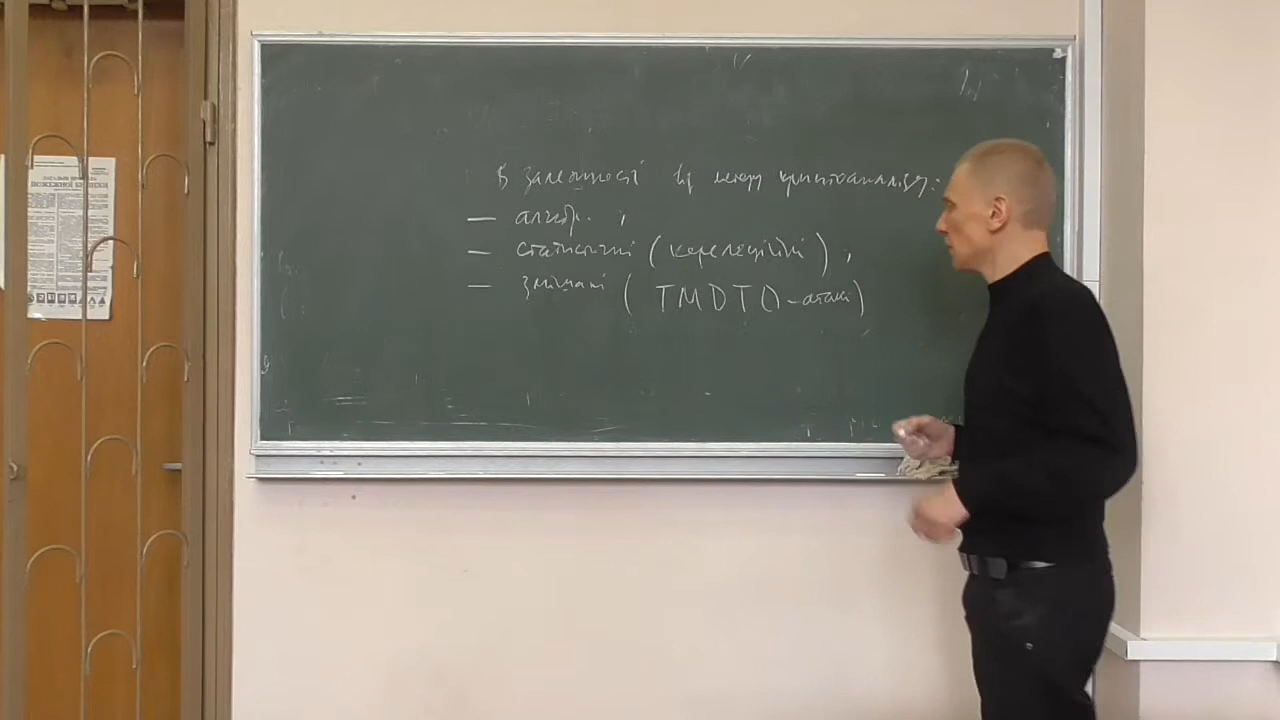 В залежності від методу криптоаналізу:
— алгебр. ,
— статистичні (кореляційні) ,
— змішані (TMDTO-атаки)